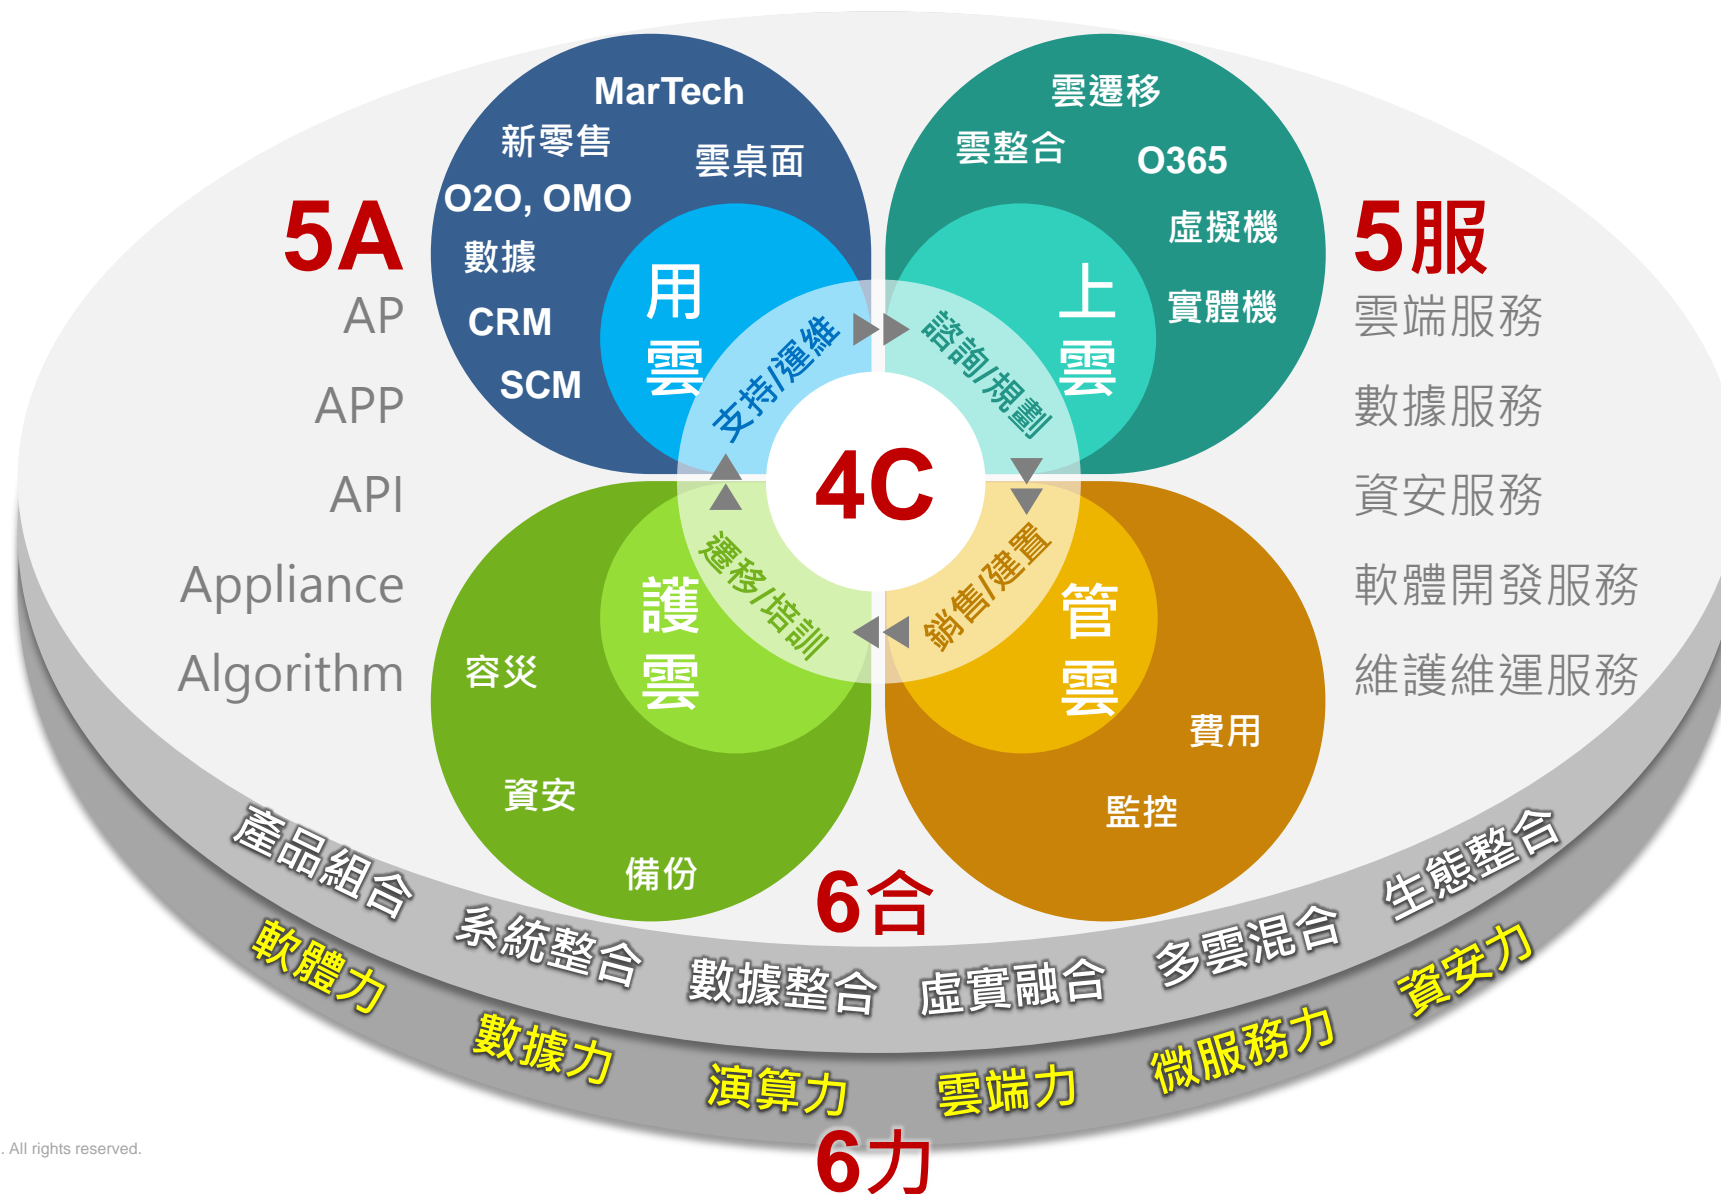 5A
AP
APP
API
Appliance
Algorithm
MarTech
新零售
雲桌面
O2O, OMO
數據
CRM
SCM
用雲
雲遷移
雲整合
O365
虛擬機
實體機
上雲
5服
雲端服務
數據服務
資安服務
軟體開發服務
維護維運服務
支持/運維
諮詢/規劃
4C
遷移/培訓
銷售/建置
護雲
容災
資安
備份
管雲
費用
監控
6合
產品組合
系統整合
數據整合
虛實融合
多雲混合
生態整合
軟體力
數據力
演算力
雲端力
微服務力
資安力
6力
. All rights reserved.